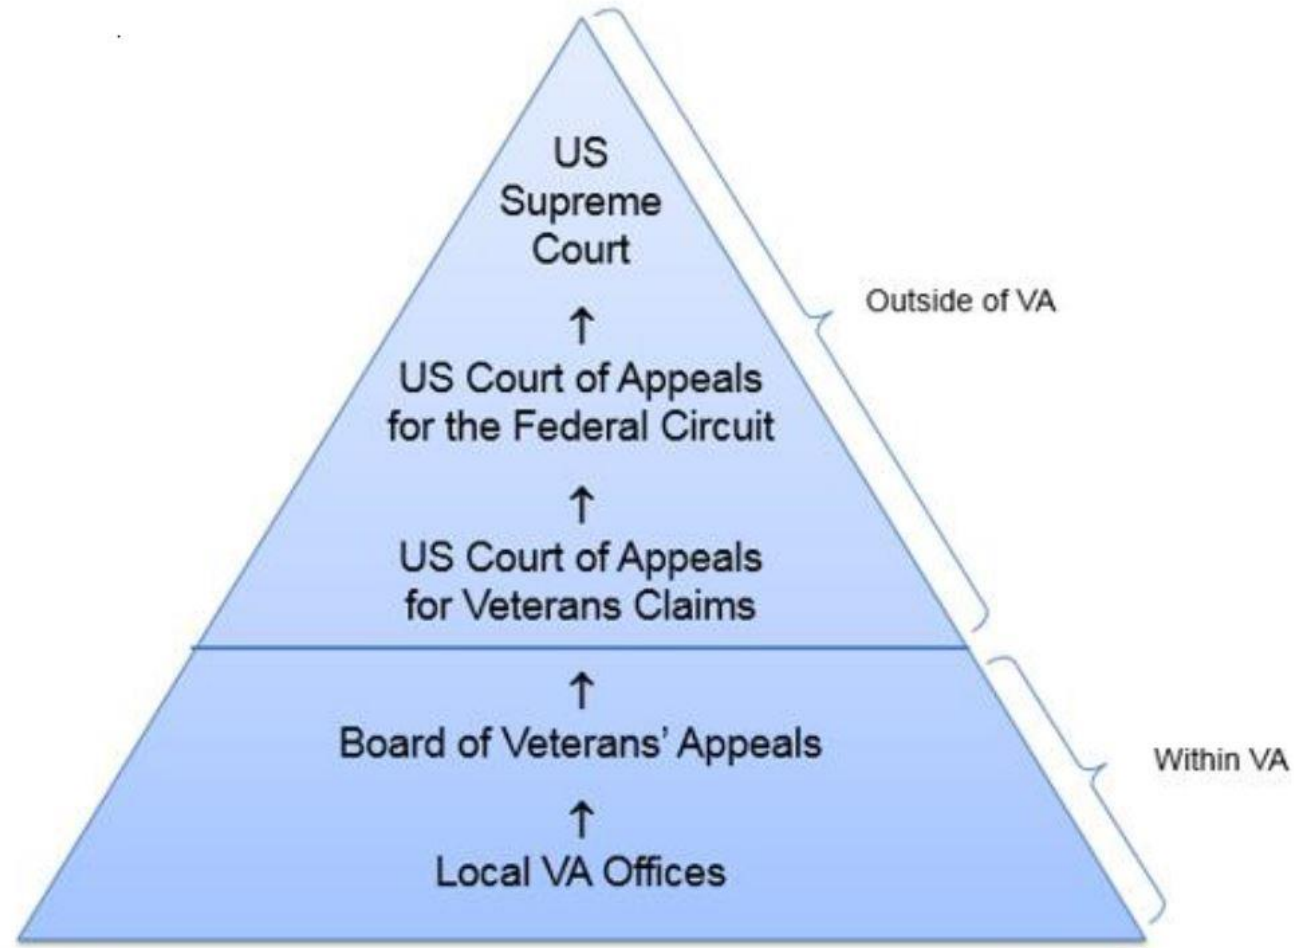 US
Supreme
Court
↑
Outside of VA
US Court of Appeals
for the Federal Circuit
↑
US Court of Appeals
for Veterans Claims
↑
Board of Veterans’ Appeals
Within VA
↑
Local VA Offices